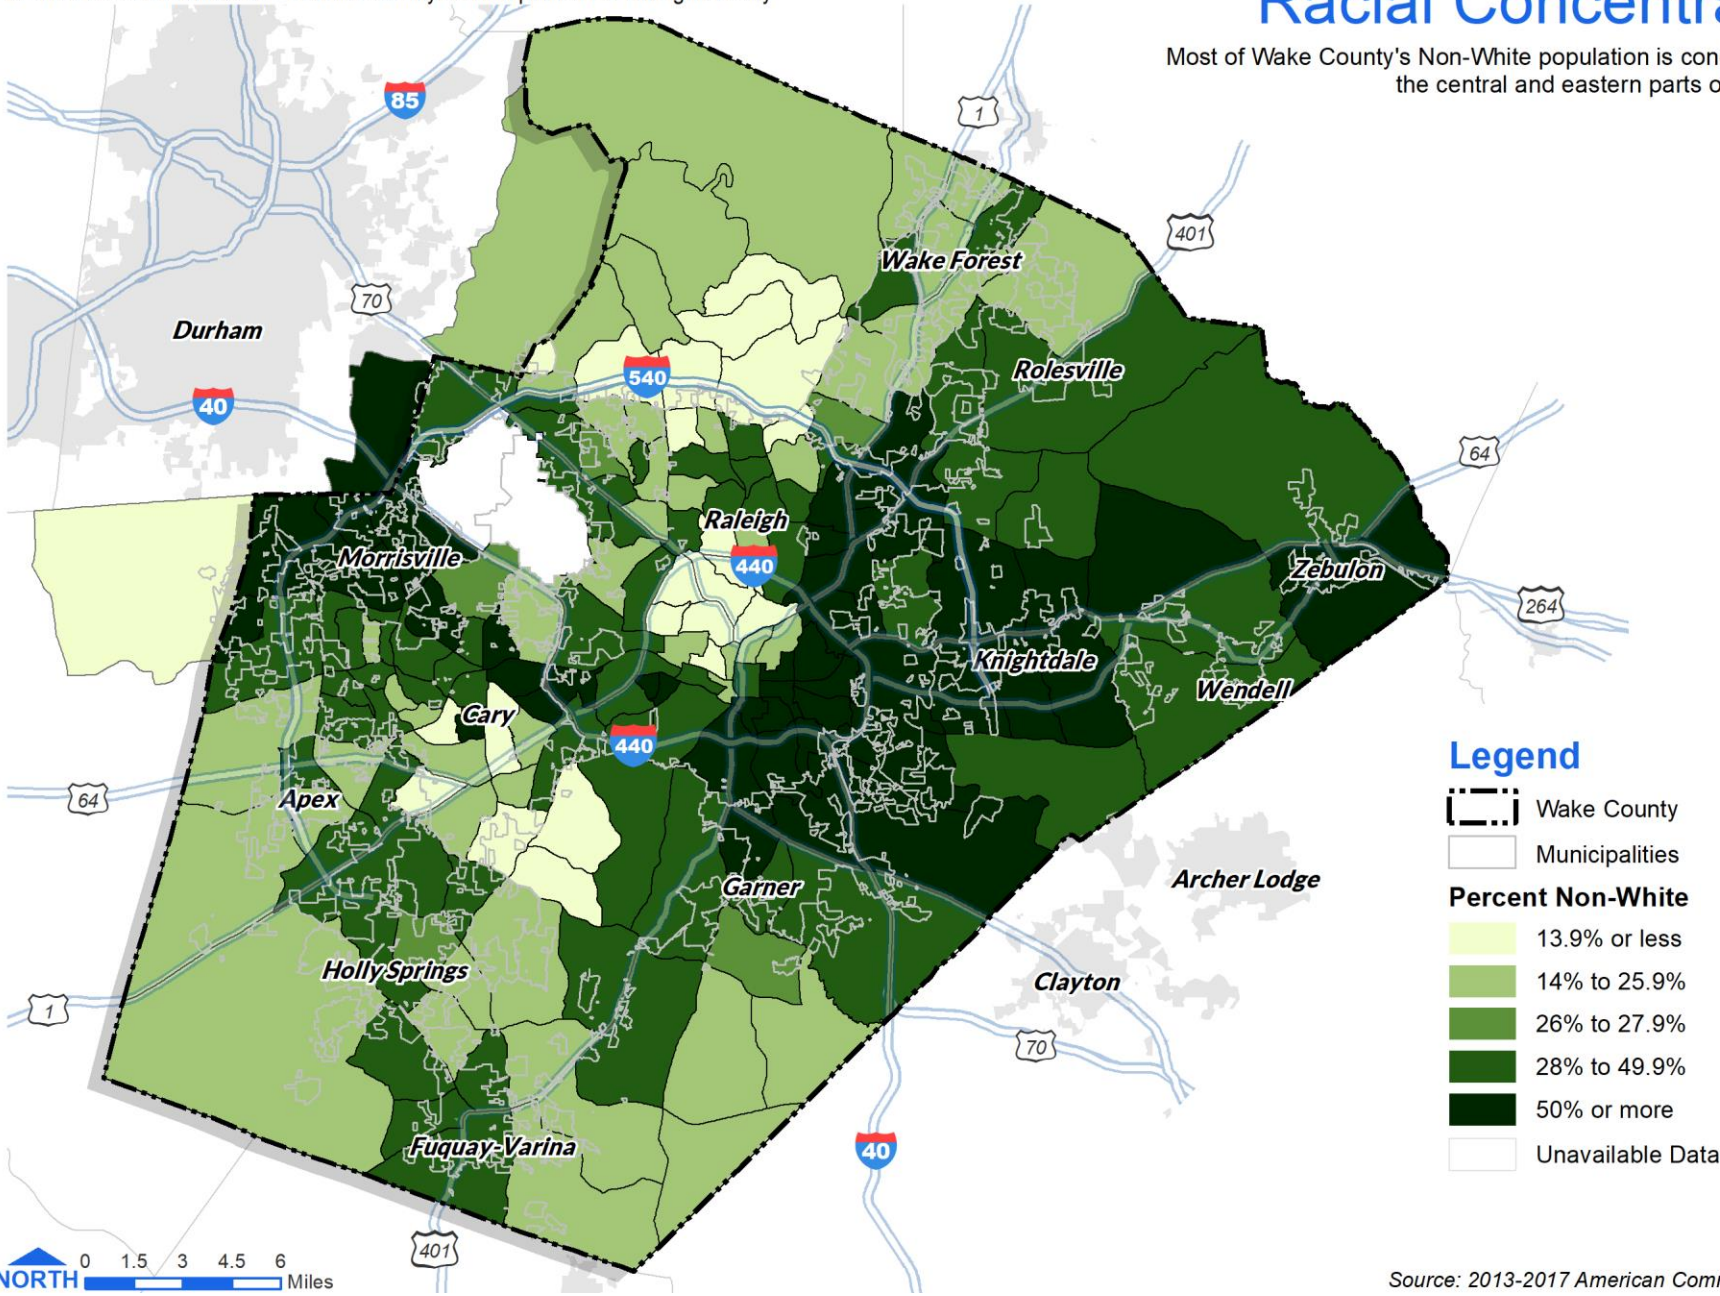 Racial Concentra
Most of Wake County's Non-White population is con
the central and eastern parts o
85
1
401
Wake Forest
70
Durham
540
Rolesville
40
64
Raleigh
Morrisville
440
Zebulon
264
Knightdale
Wendell
Cary
440
64
Apex
Garner
Archer Lodge
Holly Springs
Clayton
1
70
Fuquay-Varina
40
401
Legend
Wake County
Municipalities
Percent Non-White
13.9% or less
14% to 25.9%
26% to 27.9%
28% to 49.9%
50% or more
Unavailable Data
NORTH
0 1.5 3 4.5 6
Miles
Source: 2013-2017 American Com